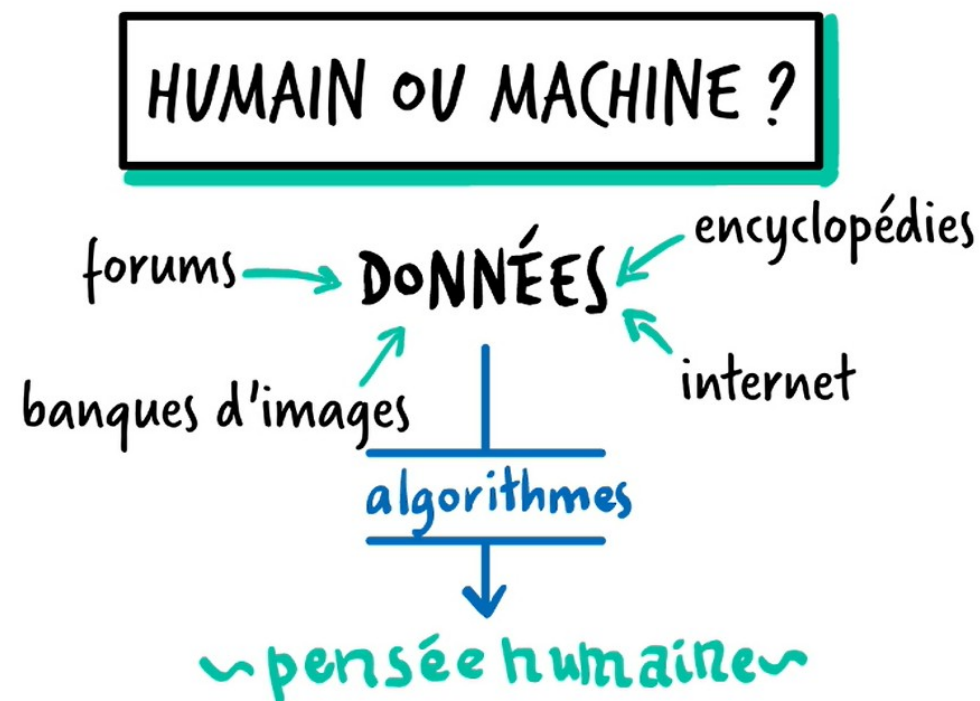 HUMAIN OU MACHINE ?
encyclopédies
forums
DONNÉES
internet
banques d'images
algorithmes
~pensée humaine~